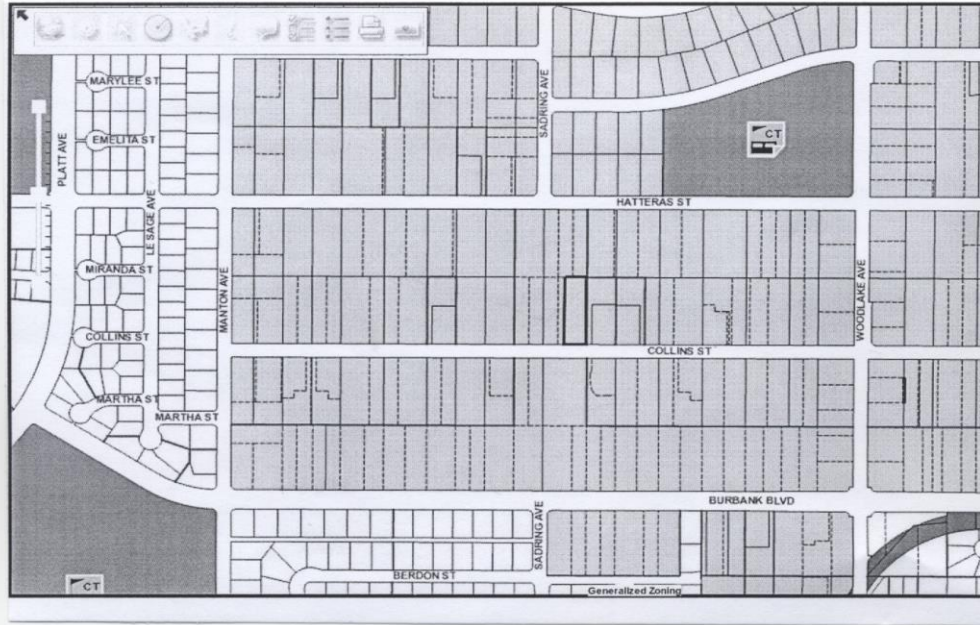 MARYLEE ST
EMELITA ST
PLATT AVE
LE SAGE AVE
SADRING AVE
CT
HATTERAS ST
MIRANDA ST
MANTON AVE
WOODLAKE AVE
COLLINS ST
COLLINS ST
MARTHA ST
MARTHA ST
BURBANK BLVD
SADRING AVE
BERDON ST
CT
Generalized Zoning